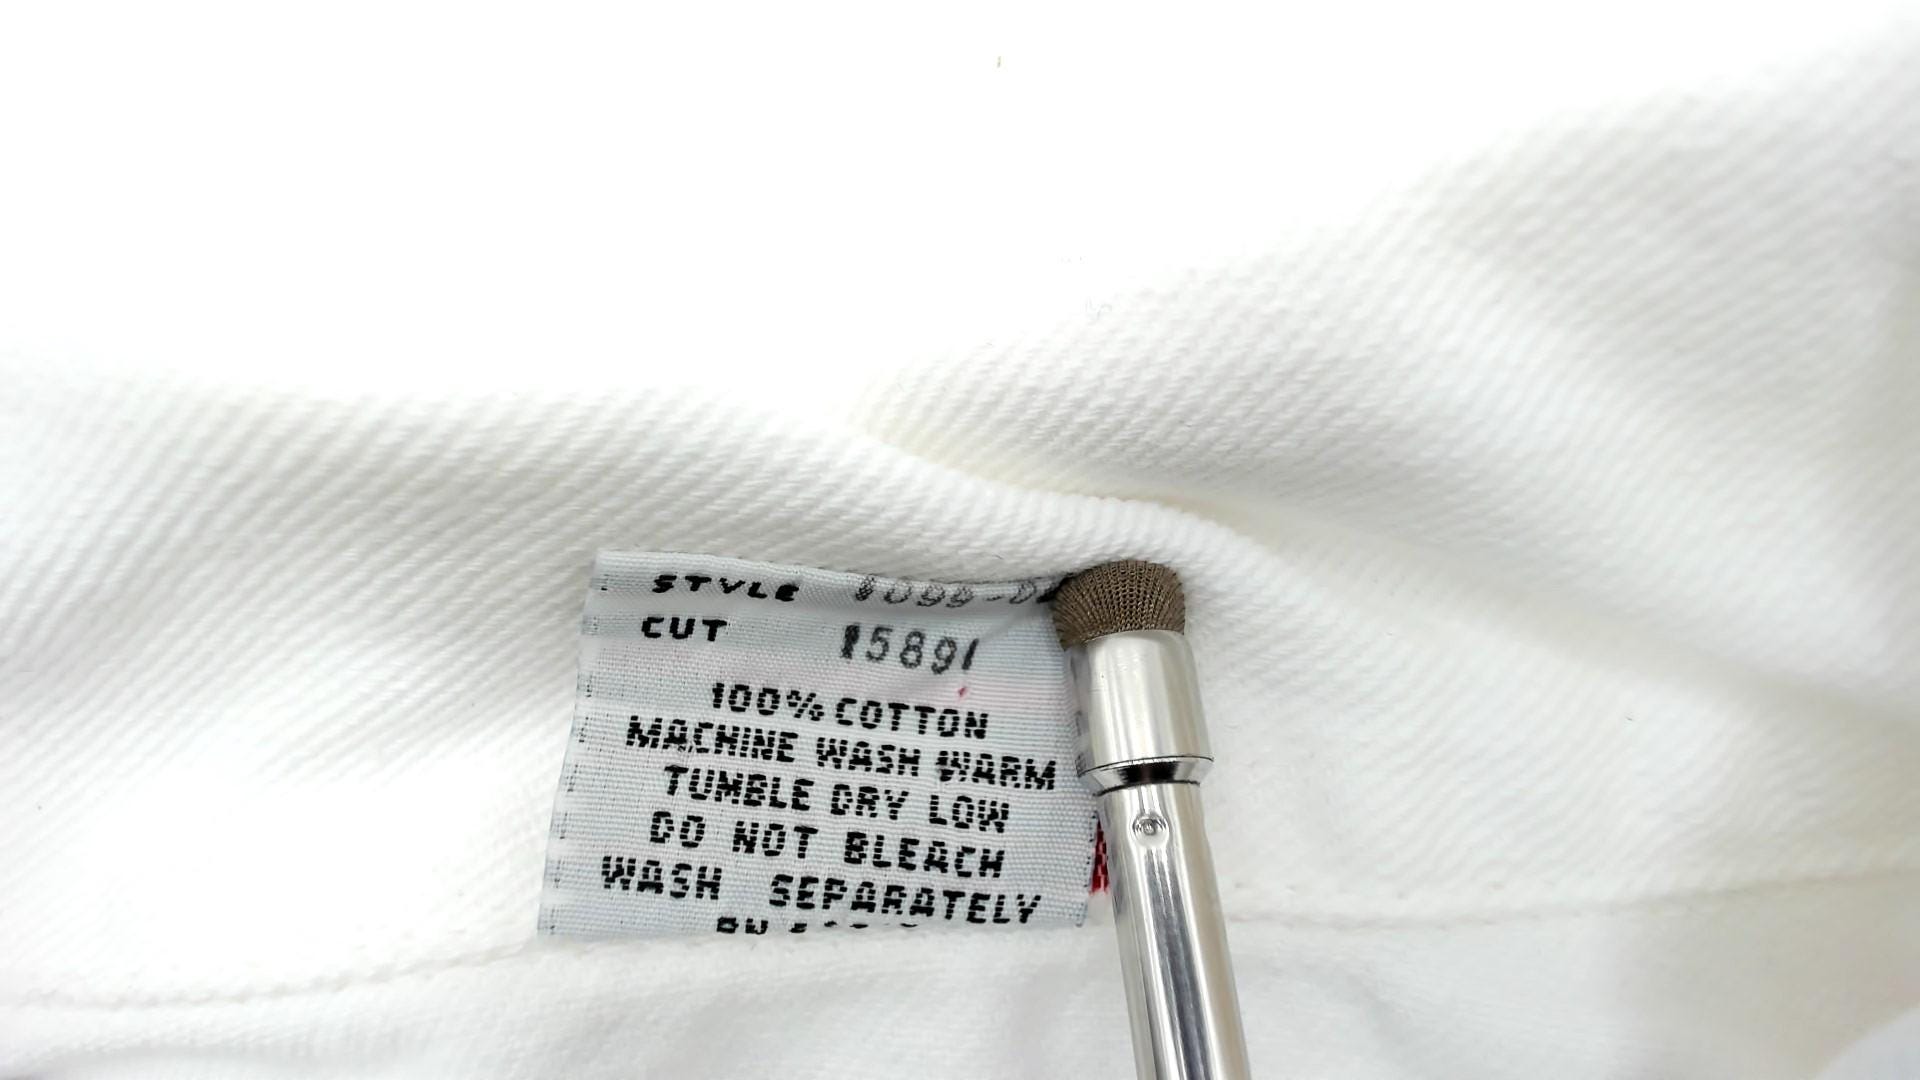 STYLE
CUT 15891
100% COTTON
MACHINE WASH WARM
TUMBLE DRY LOW
DO NOT BLEACH
WASH SEPARATELY